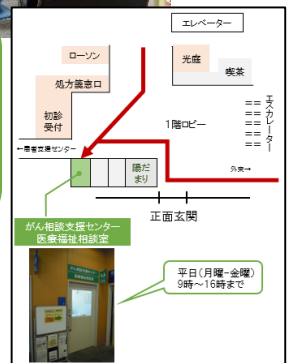 エレベーター
ローソン
処方箋窓口
初診
受付
光庭
喫茶
エスカレーター
1階ロビー
←患者支援センター
陽だ
まり
外来→
正面玄関
がん相談支援センター
医療福祉相談室
平日(月曜-金曜)
9時~16時まで